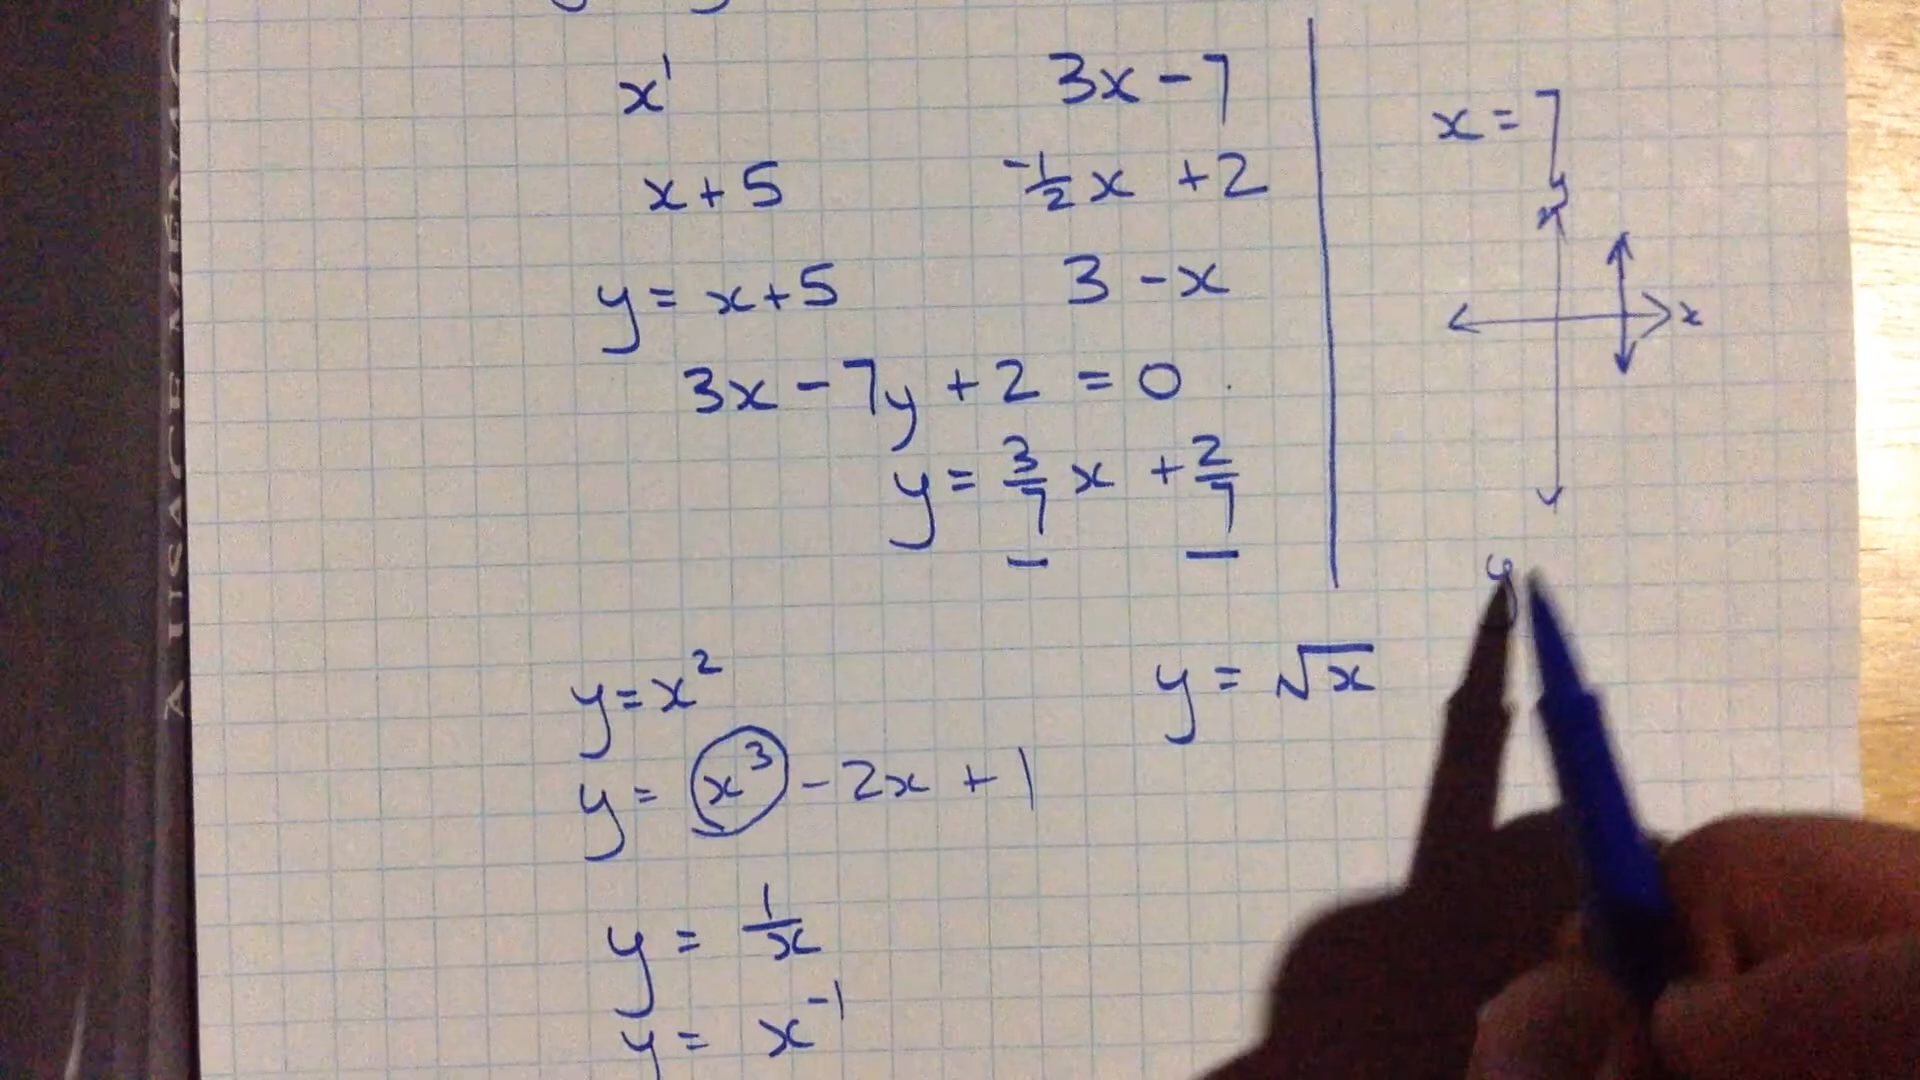 x¹
3x - 7
x + 5
-½x + 2
y = x + 5
3 - x
3x - 7y + 2 = 0
y = 3/7 x + 2/7
x = 7
y
x
y
y = x²
y = √x
y = x³ - 2x + 1
y = 1/x
y = x⁻¹